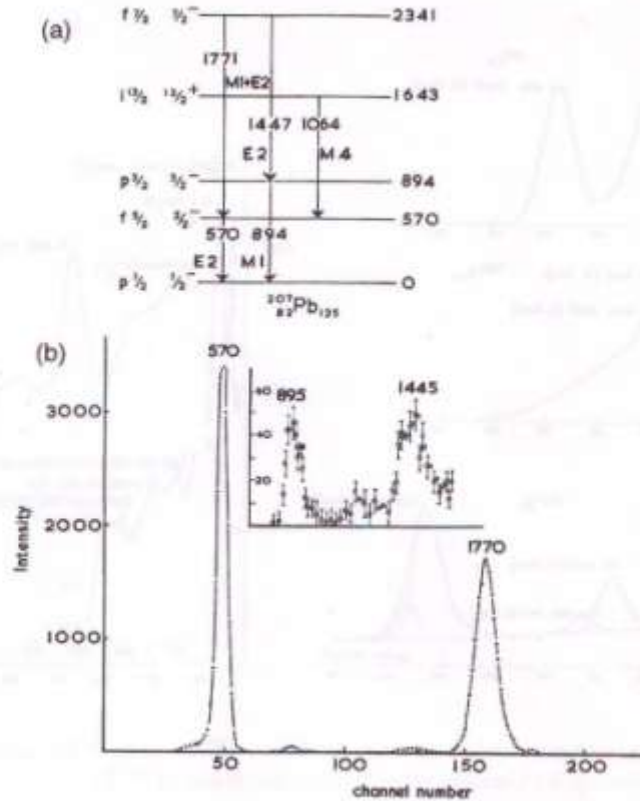 (a)
f 7/2 7/2⁻ 2341
1771
M1+E2
i 13/2 13/2⁺ 1643
1447 1064
E2 M4
p 3/2 3/2⁻ 894
f 5/2 5/2⁻ 570
570 894
E2 M1
p 1/2 1/2⁻ 0
²⁰⁷₈₂Pb₁₂₅
(b)
570
60
895
1445
40
20
3000
2000
1770
1000
Intensity
50 100 150 200
channel number